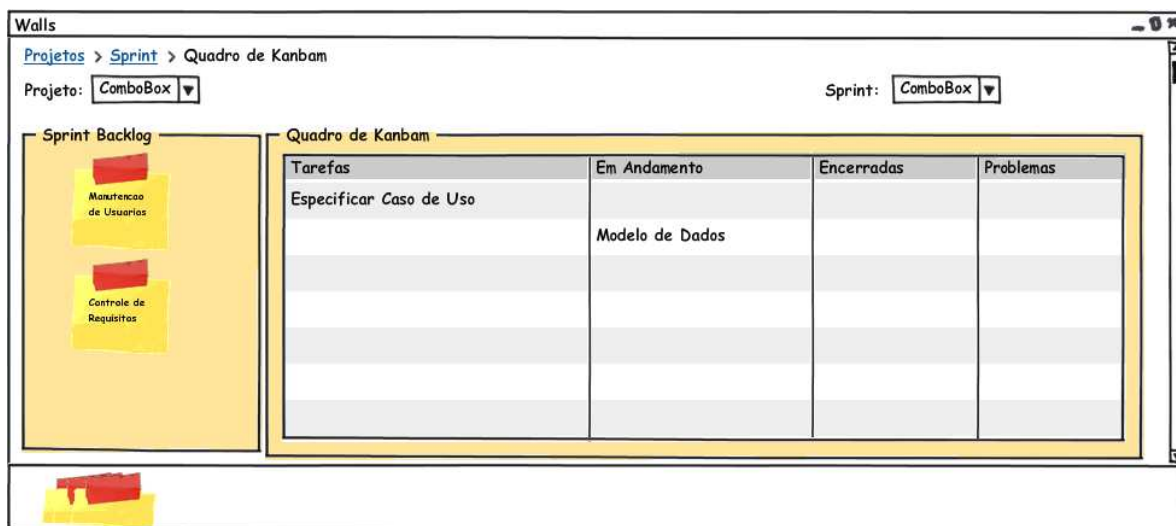 Walls
Projetos > Sprint > Quadro de Kanbam
Projeto: ComboBox
Sprint: ComboBox
Sprint Backlog
Manutencao
de Usuarios
Controle de
Requisitos
Quadro de Kanbam
Tarefas Em Andamento Encerradas Problemas
Especificar Caso de Uso
Modelo de Dados